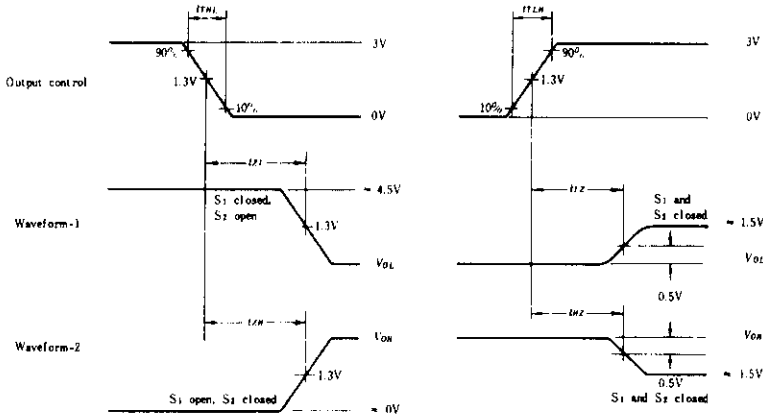 tTHL
tTLH
90%
3V
90%
3V
Output control
1.3V
1.3V
10%
0V
10%
0V
tZL
tLZ
≈ 4.5V
S1 closed,
S2 open
S1 and
S2 closed
≈ 1.5V
Waveform-1
1.3V
VOL
VOL
0.5V
tZH
tHZ
VOH
VOH
Waveform-2
1.3V
0.5V
≈ 1.5V
S1 open, S2 closed
≈ 0V
S1 and S2 closed